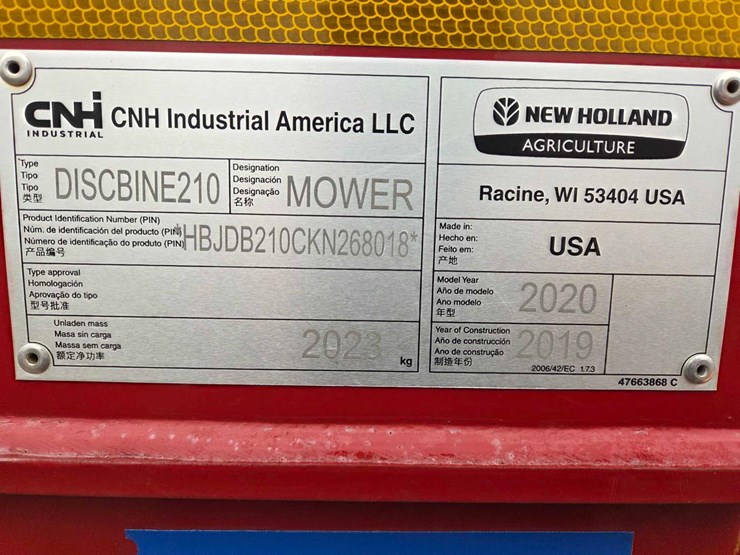 CNHi
INDUSTRIAL
CNH Industrial America LLC
Type
Tipo
Tipo
类型
DISCBINE210
Designation
Designación
Designação
名称
MOWER
Product Identification Number (PIN)
Núm. de identificación del producto (PIN)
Número de identificação do produto (PIN)
产品编号
*HBJDB210CKN268018*
Type approval
Homologación
Aprovação do tipo
型号批准
Unladen mass
Masa sin carga
Massa sem carga
额定净功率
2023
kg
NEW HOLLAND
AGRICULTURE
Racine, WI 53404 USA
Made in:
Hecho en:
Feito em:
产地
USA
Model Year
Año de modelo
Ano modelo
年型
2020
Year of Construction
Año de construcción
Ano de construção
制造年份
2019
2006/42/EC 1.7.3
47663868 C